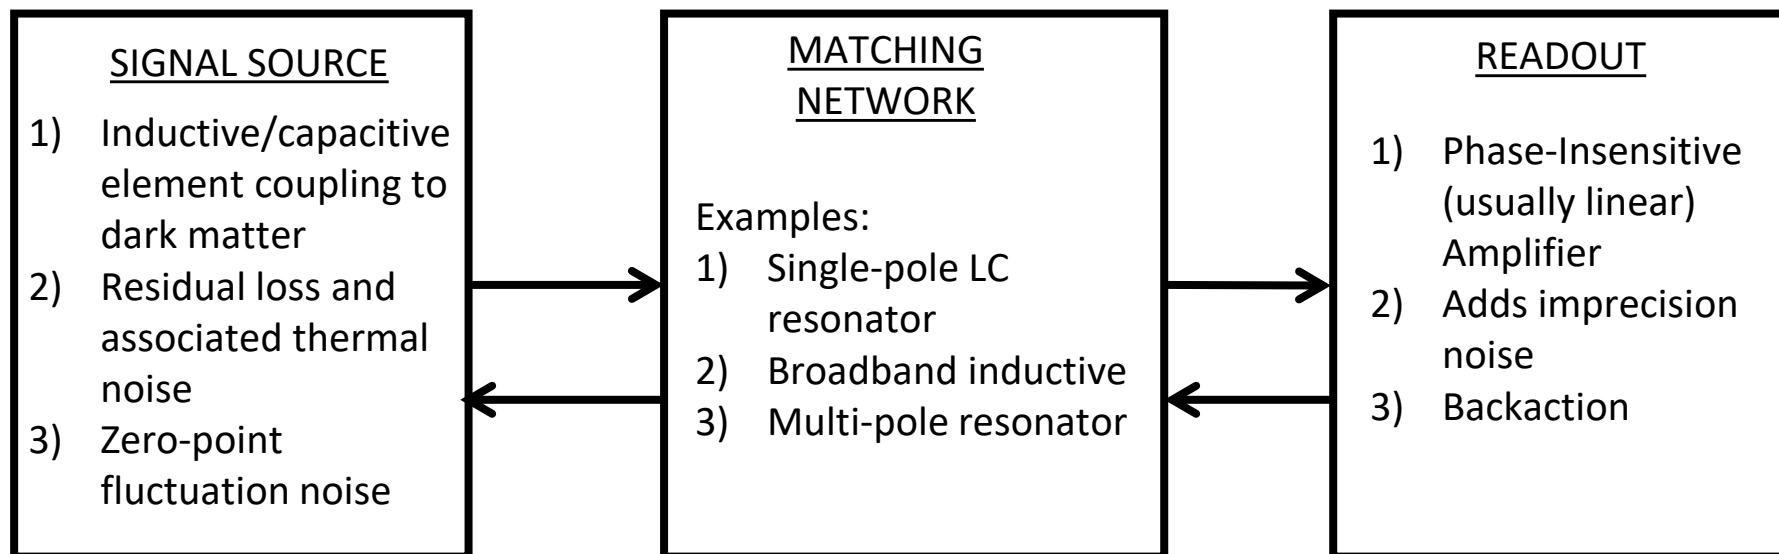 SIGNAL SOURCE
1) Inductive/capacitive
element coupling to
dark matter
2) Residual loss and
associated thermal
noise
3) Zero-point
fluctuation noise
MATCHING
NETWORK
Examples:
1) Single-pole LC
resonator
2) Broadband inductive
3) Multi-pole resonator
READOUT
1) Phase-Insensitive
(usually linear)
Amplifier
2) Adds imprecision
noise
3) Backaction